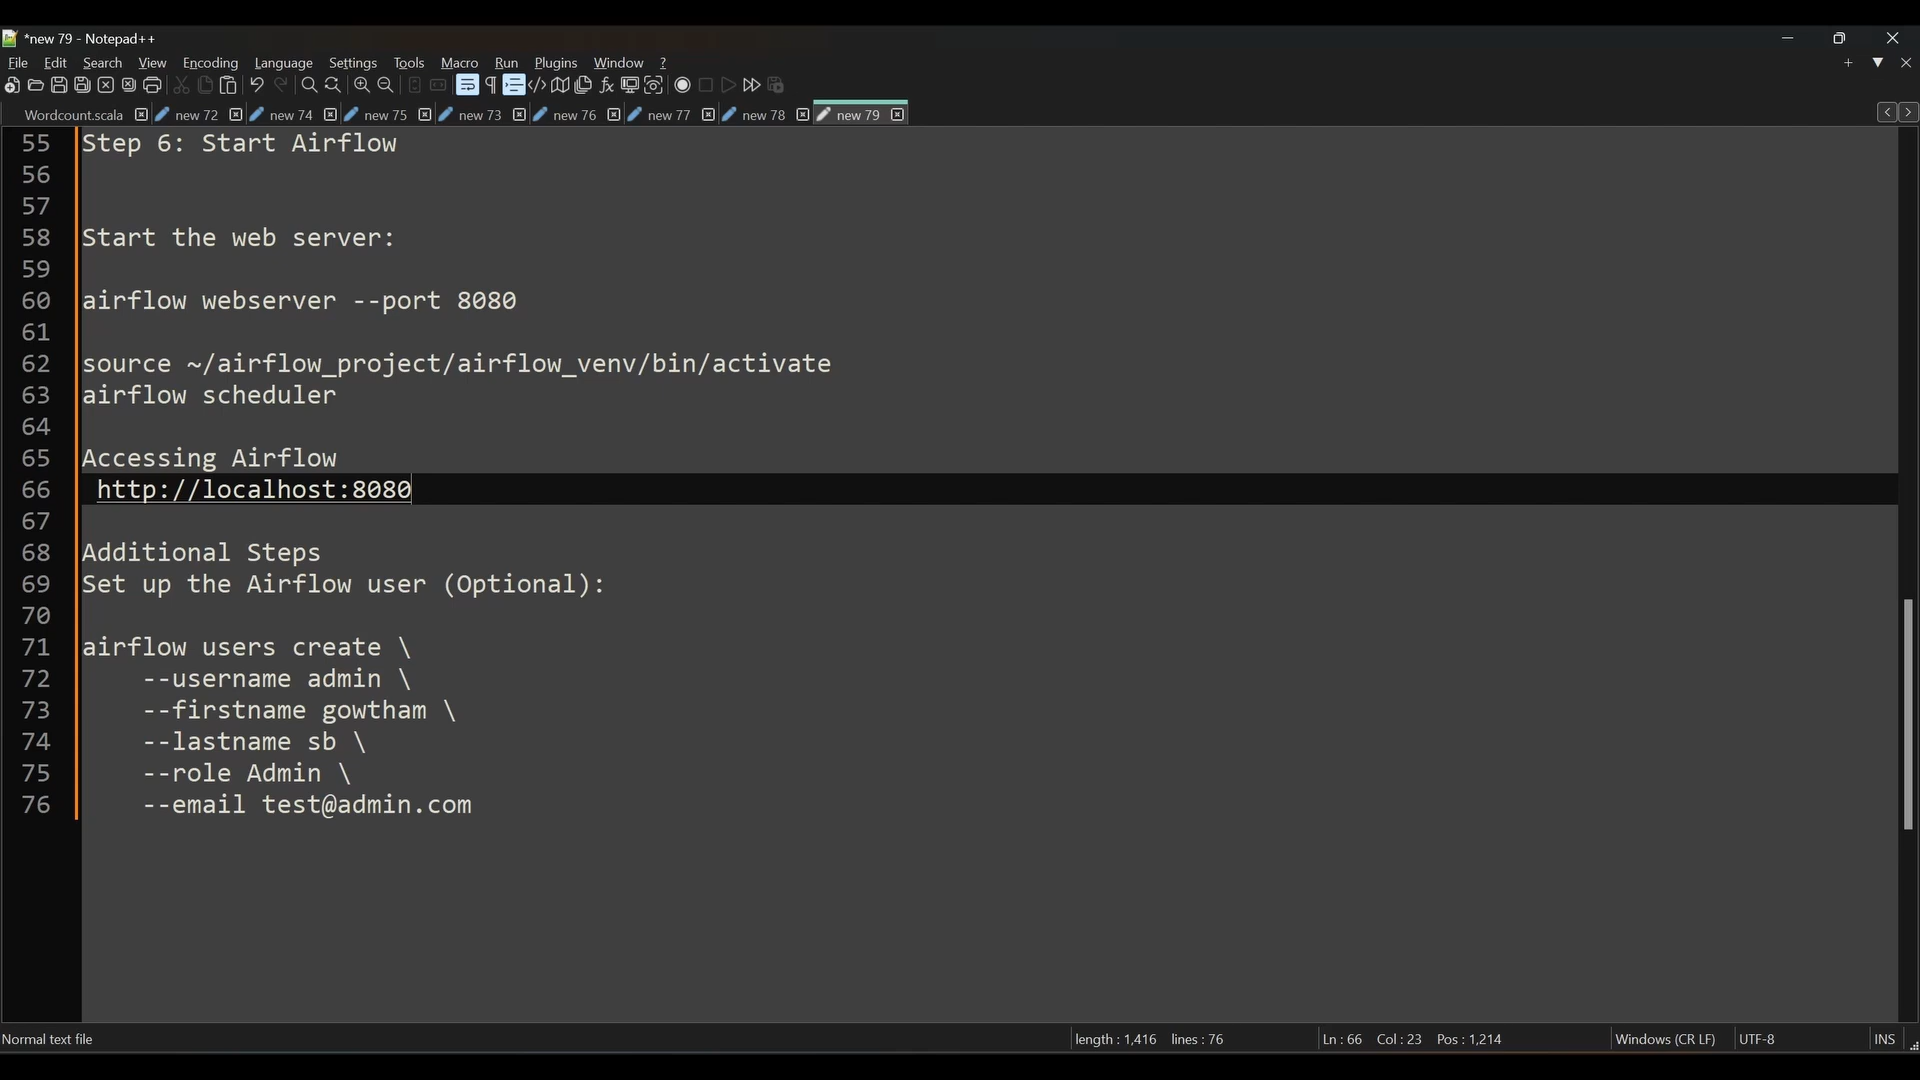 *new 79 - Notepad++
File Edit Search View Encoding Language Settings Tools Macro Run Plugins Window ?
Wordcount.scala new 72 new 74 new 75 new 73 new 76 new 77 new 78 new 79
55 Step 6: Start Airflow
56
57
58 Start the web server:
59
60 airflow webserver --port 8080
61
62 source ~/airflow_project/airflow_venv/bin/activate
63 airflow scheduler
64
65 Accessing Airflow
66  http://localhost:8080
67
68 Additional Steps
69 Set up the Airflow user (Optional):
70
71 airflow users create \
72     --username admin \
73     --firstname gowtham \
74     --lastname sb \
75     --role Admin \
76     --email test@admin.com
Normal text file length : 1,416 lines : 76 Ln : 66 Col : 23 Pos : 1,214 Windows (CR LF) UTF-8 INS